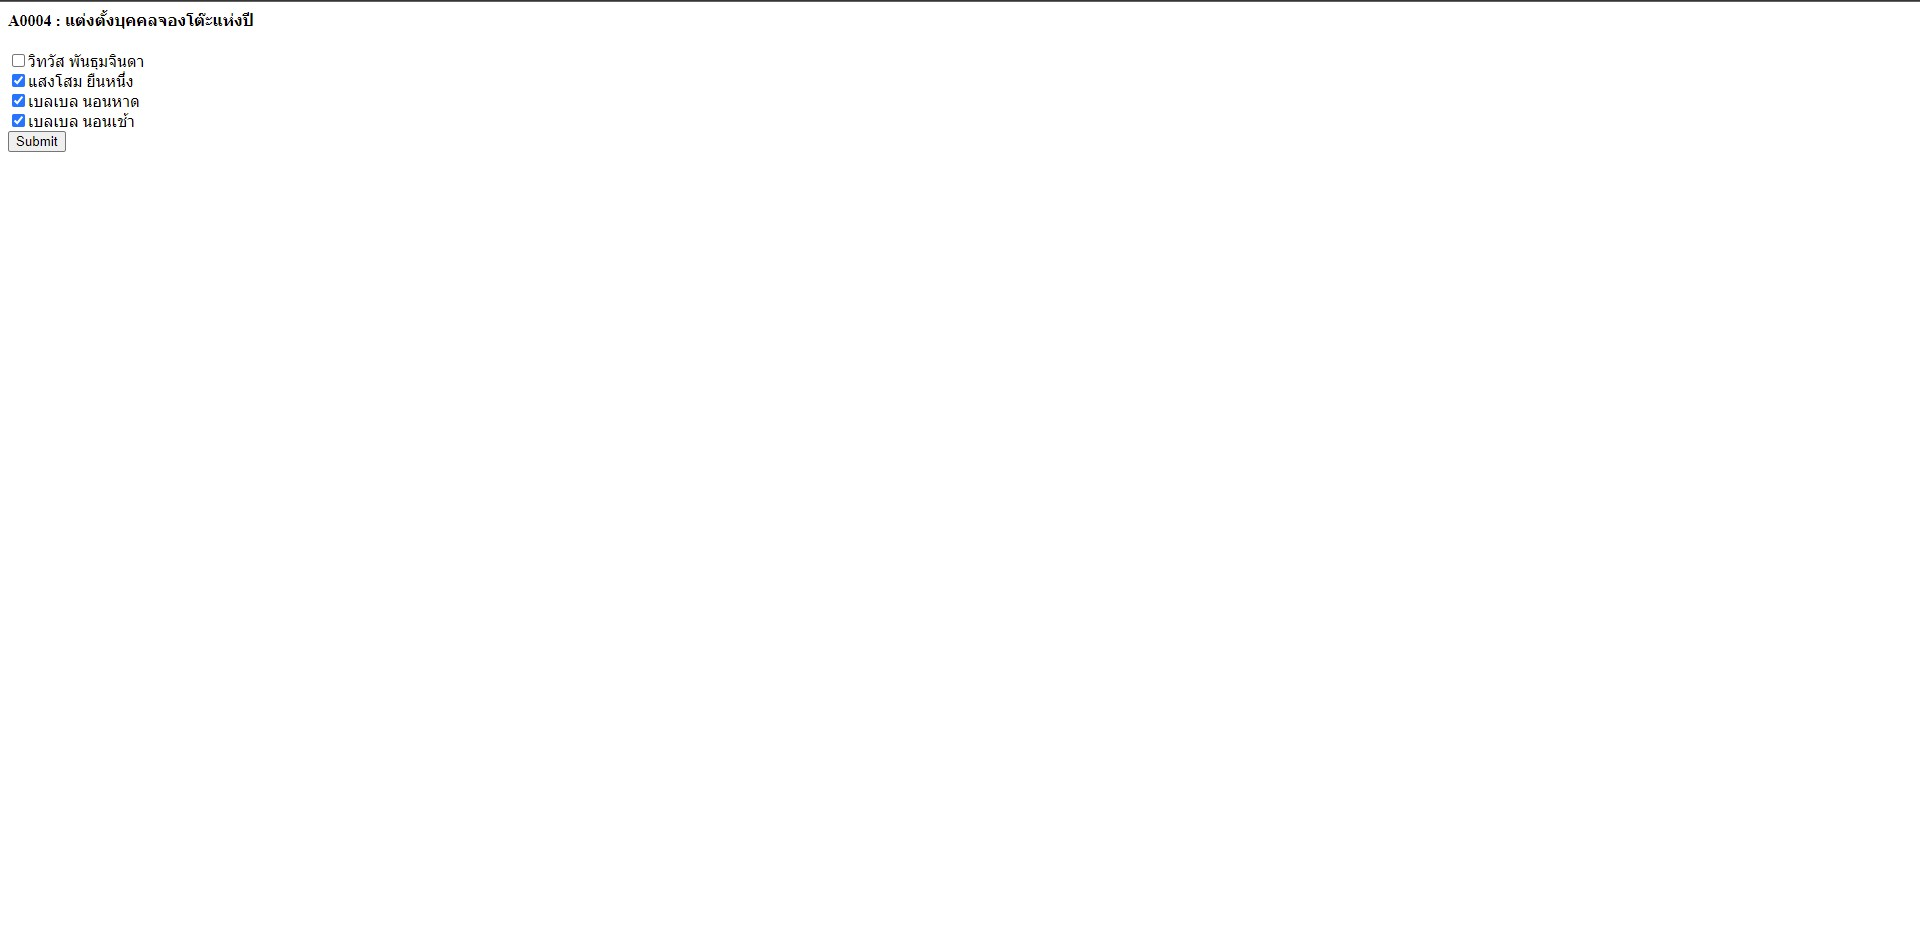 A0004 : แต่งตั้งบุคคลจองโต๊ะแห่งปี
วิทวัส พันธุมจินดา
แสงโสม ยืนหนึ่ง
เบลเบล นอนหาด
เบลเบล นอนเช้า
Submit